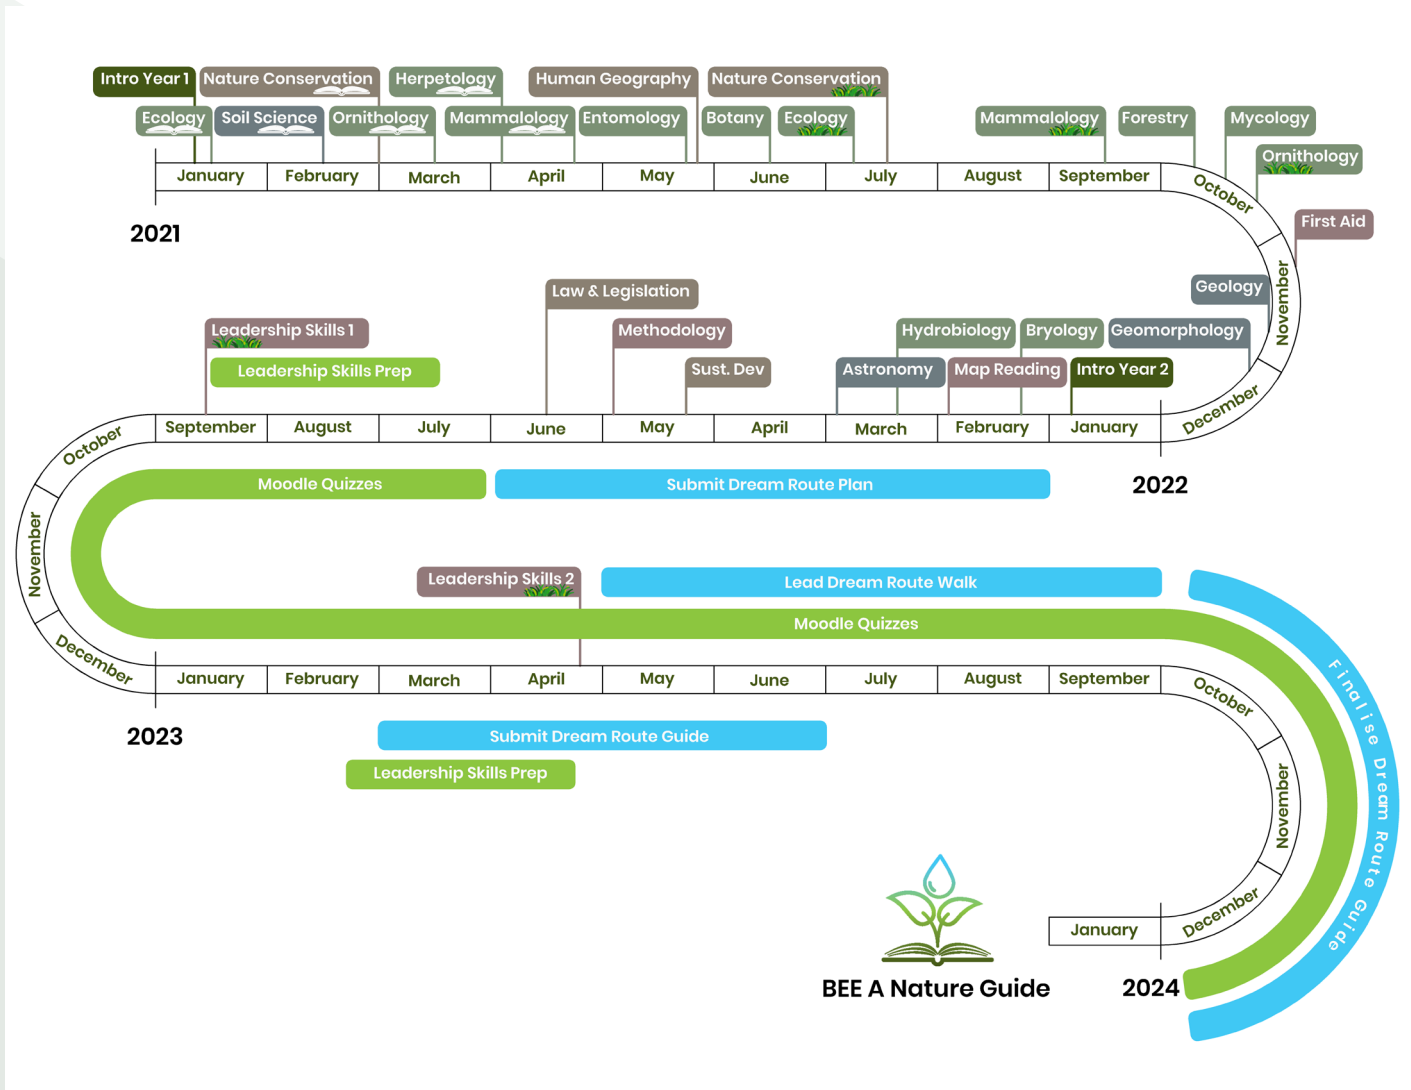 Intro Year 1
Nature Conservation
Herpetology
Human Geography
Nature Conservation
Ecology
Soil Science
Ornithology
Mammalology
Entomology
Botany
Ecology
Mammalology
Forestry
Mycology
Ornithology
First Aid
January
February
March
April
May
June
July
August
September
October
November
December
2021
Geology
Law & Legislation
Leadership Skills 1
Methodology
Hydrobiology
Bryology
Geomorphology
Leadership Skills Prep
Sust. Dev
Astronomy
Map Reading
Intro Year 2
September
August
July
June
May
April
March
February
January
October
November
December
2022
Moodle Quizzes
Submit Dream Route Plan
Leadership Skills 2
Lead Dream Route Walk
Moodle Quizzes
January
February
March
April
May
June
July
August
September
October
November
December
January
2023
Submit Dream Route Guide
Leadership Skills Prep
Finalise Dream Route Guide
BEE A Nature Guide
2024